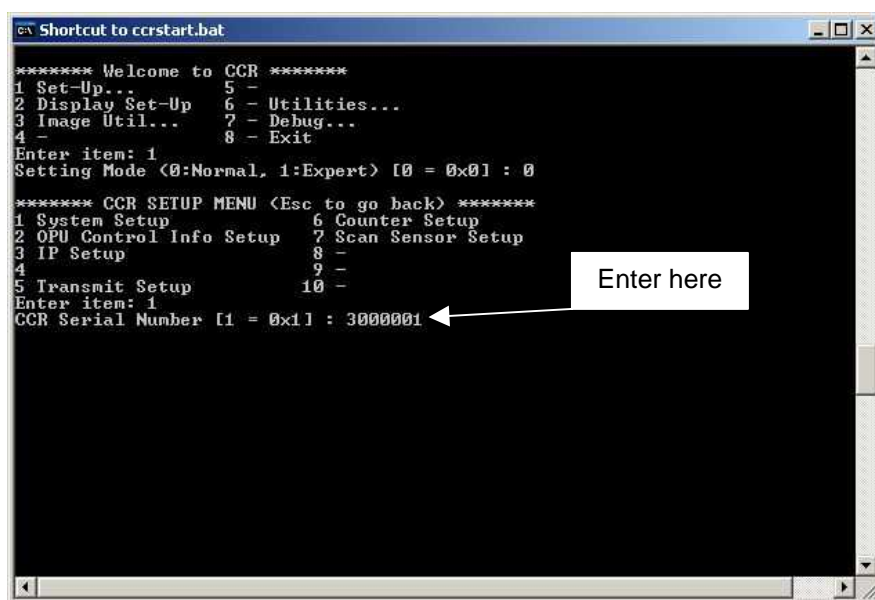 Shortcut to ccrstart.bat
******* Welcome to CCR *******
1 Set-Up...       5 -
2 Display Set-Up  6 - Utilities...
3 Image Util...   7 - Debug...
4 -               8 - Exit
Enter item: 1
Setting Mode (0:Normal, 1:Expert) [0 = 0x0] : 0
******* CCR SETUP MENU (Esc to go back) *******
1 System Setup            6 Counter Setup
2 OPU Control Info Setup  7 Scan Sensor Setup
3 IP Setup                8 -
4                         9 -
5 Transmit Setup         10 -
Enter item: 1
CCR Serial Number [1 = 0x1] : 3000001
Enter here